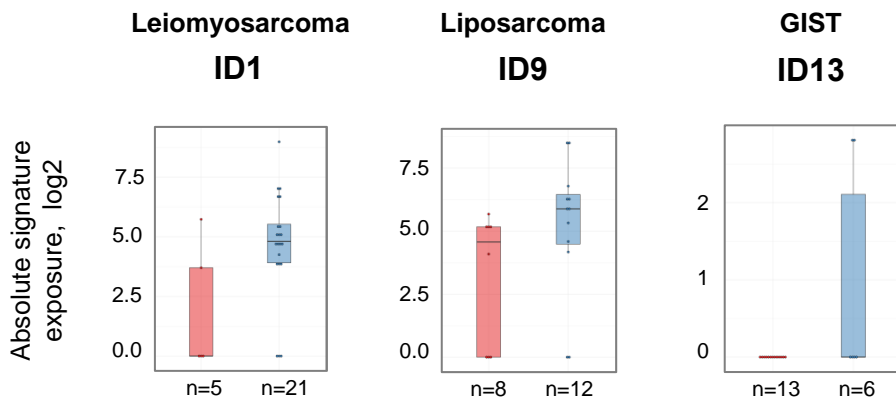 Leiomyosarcoma
ID1
Liposarcoma
ID9
GIST
ID13
Absolute signature
exposure, log2
7.5
5.0
2.5
0.0
n=5 n=21
7.5
5.0
2.5
0.0
n=8 n=12
2
1
0
n=13 n=6